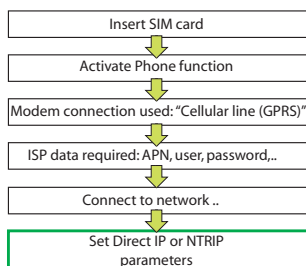 Insert SIM card
Activate Phone function
Modem connection used: “Cellular line (GPRS)”
ISP data required: APN, user, password,..
Connect to network ..
Set Direct IP or NTRIP
parameters